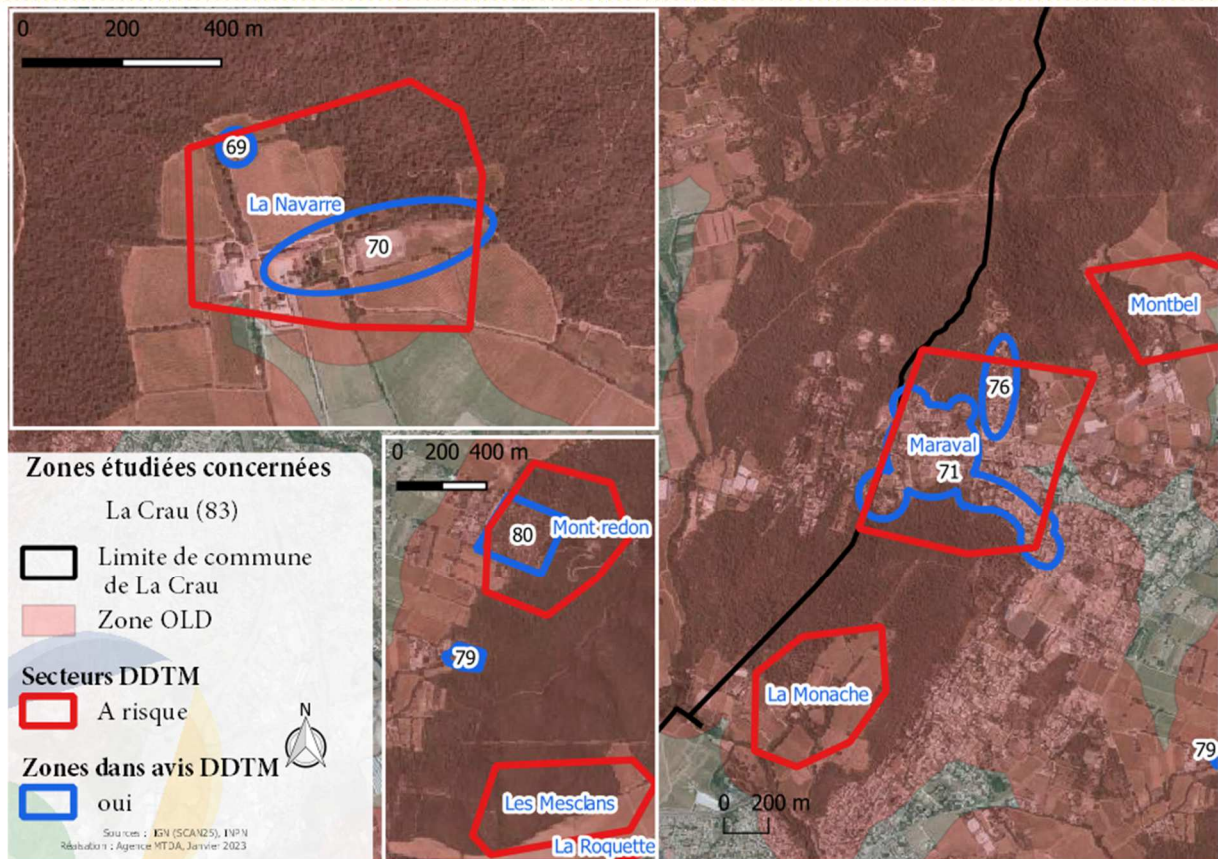 0 200 400 m
69
La Navarre
70
Zones étudiées concernées
La Crau (83)
Limite de commune
de La Crau
Zone OLD
Secteurs DDTM
A risque
N
Zones dans avis DDTM
oui
Sources : IGN (SCAN25), INPN
Réalisation : Agence MTDA, Janvier 2023
0 200 400 m
80
Mont redon
79
Les Mesclans
La Roquette
Montbel
76
Maraval
71
La Monache
79
0 200 m